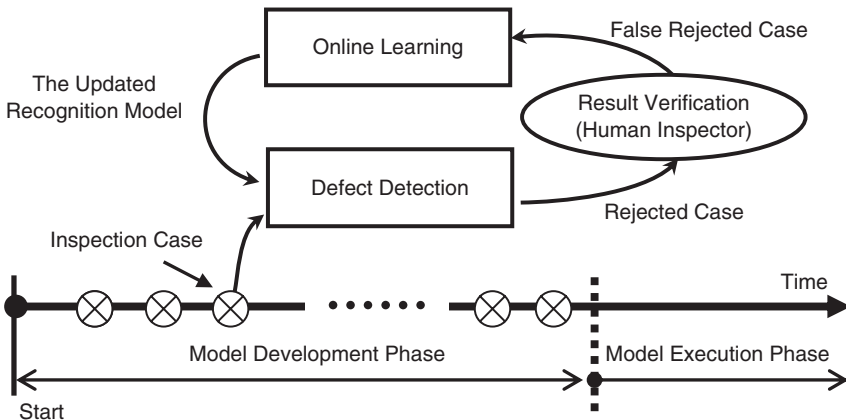 Online Learning
False Rejected Case
The Updated
Recognition Model
Result Verification
(Human Inspector)
Defect Detection
Rejected Case
Inspection Case
Time
Model Development Phase
Model Execution Phase
Start